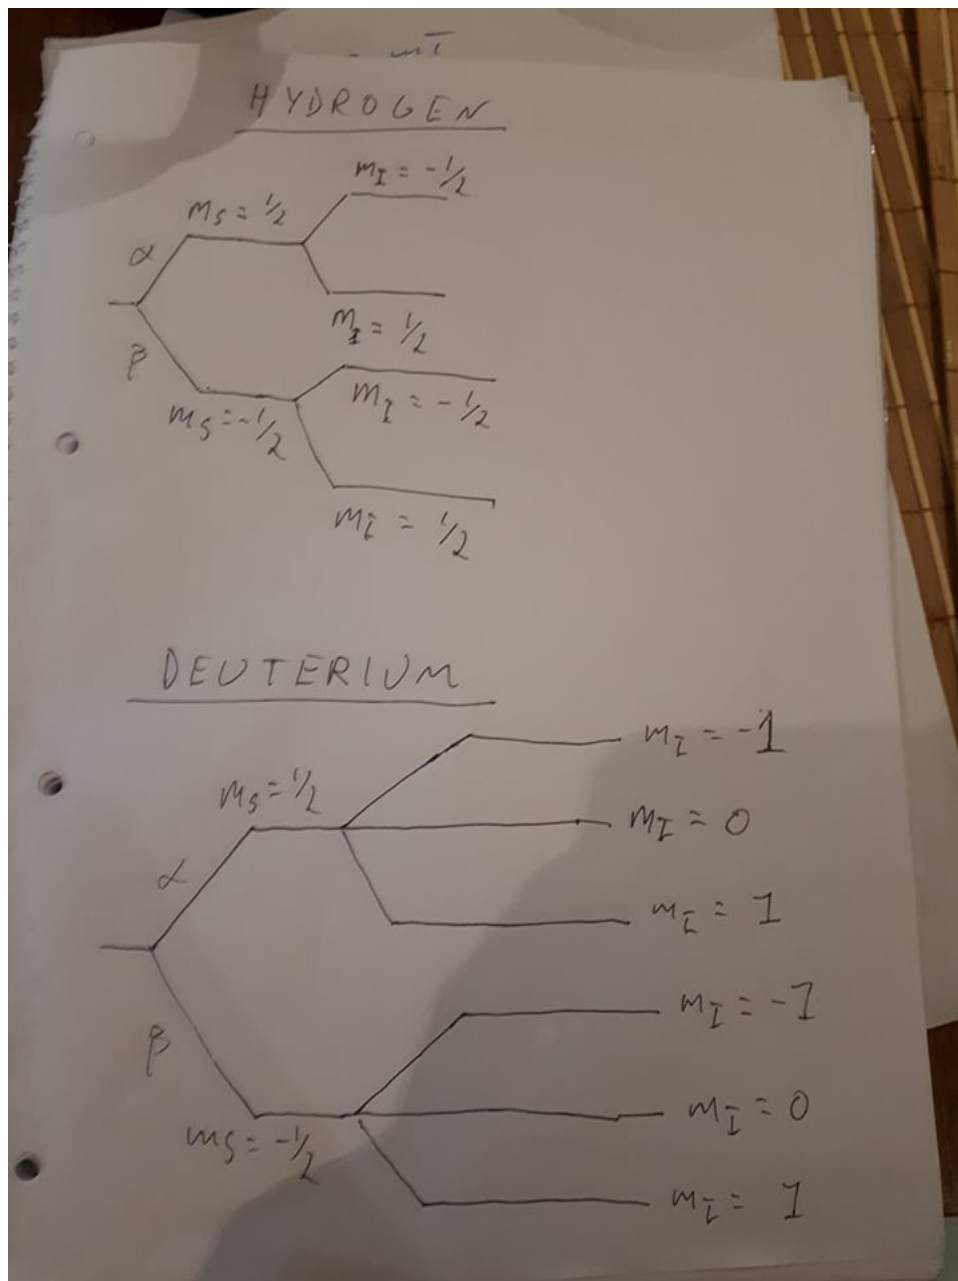 mI
HYDROGEN
mI = -1/2
ms = 1/2
α
mI = 1/2
β
mI = -1/2
ms = -1/2
mI = 1/2
DEUTERIUM
mI = -1
ms = 1/2
mI = 0
α
mI = 1
mI = -1
β
mI = 0
ms = -1/2
mI = 1